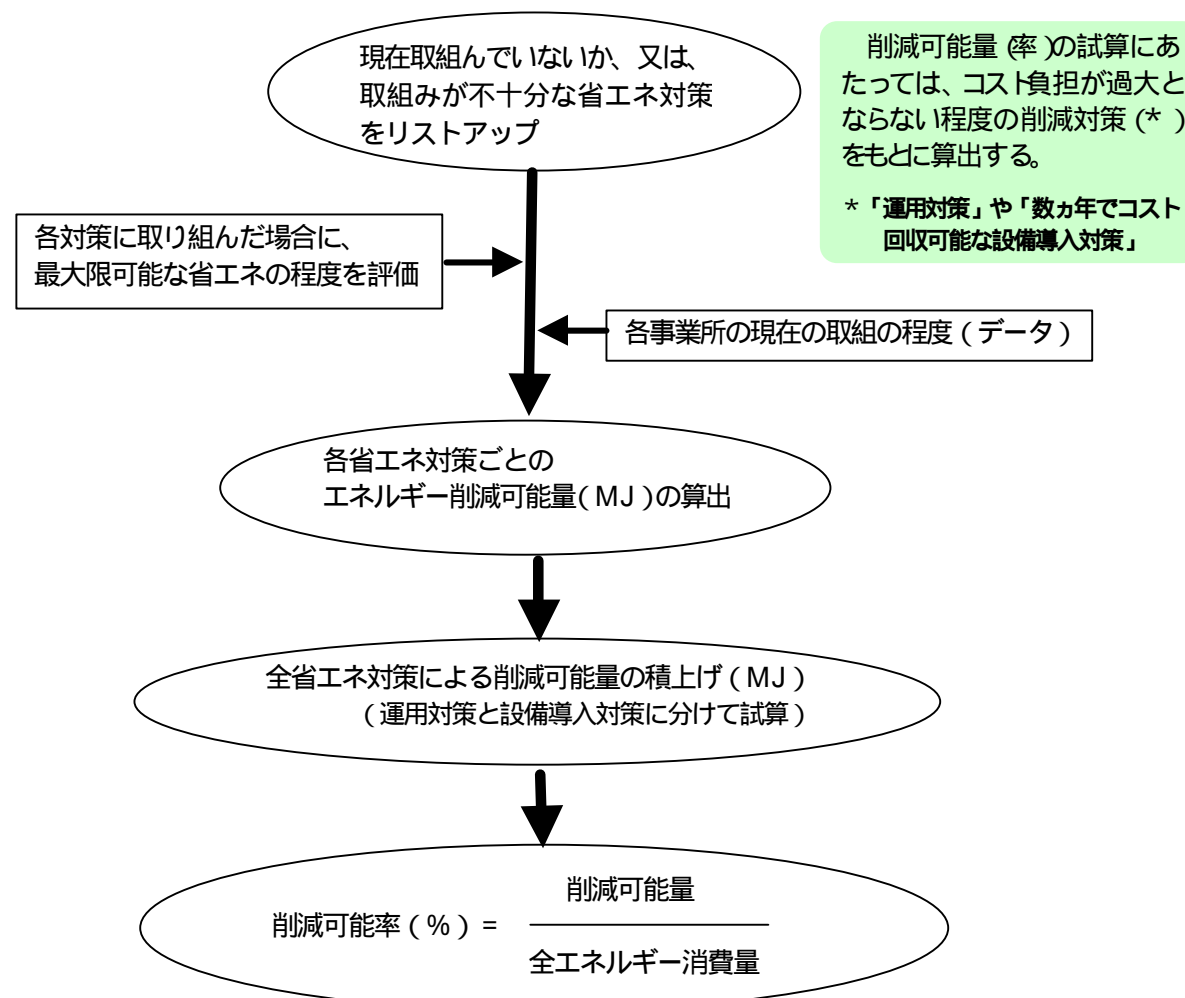 現在取組んでいないか、又は、
取組みが不十分な省エネ対策
をリストアップ
削減可能量(率)の試算にあ
たっては、コスト負担が過大と
ならない程度の削減対策(*)
をもとに算出する。
*「運用対策」や「数ヵ年でコスト
回収可能な設備導入対策」
各対策に取り組んだ場合に、
最大限可能な省エネの程度を評価
各事業所の現在の取組の程度(データ)
各省エネ対策ごとの
エネルギー削減可能量(MJ)の算出
全省エネ対策による削減可能量の積上げ(MJ)
(運用対策と設備導入対策に分けて試算)
削減可能量
削減可能率(%)=
全エネルギー消費量